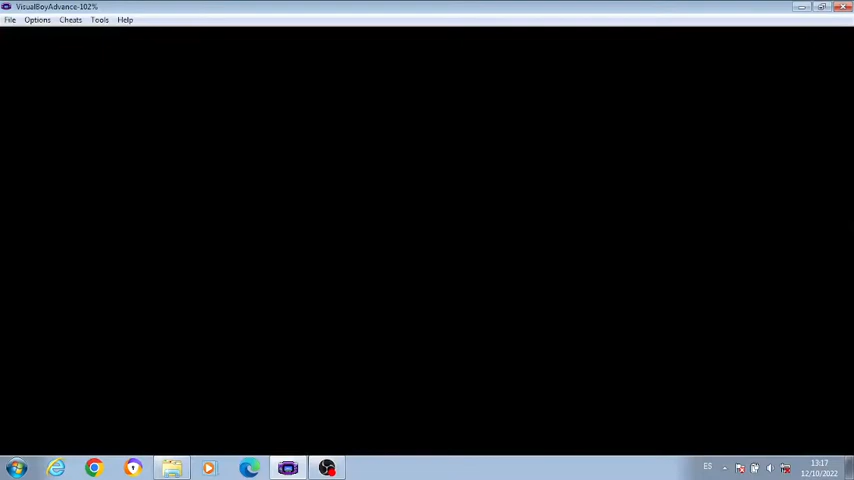 VisualBoyAdvance-102%
File Options Cheats Tools Help
ES
13:17
12/10/2022